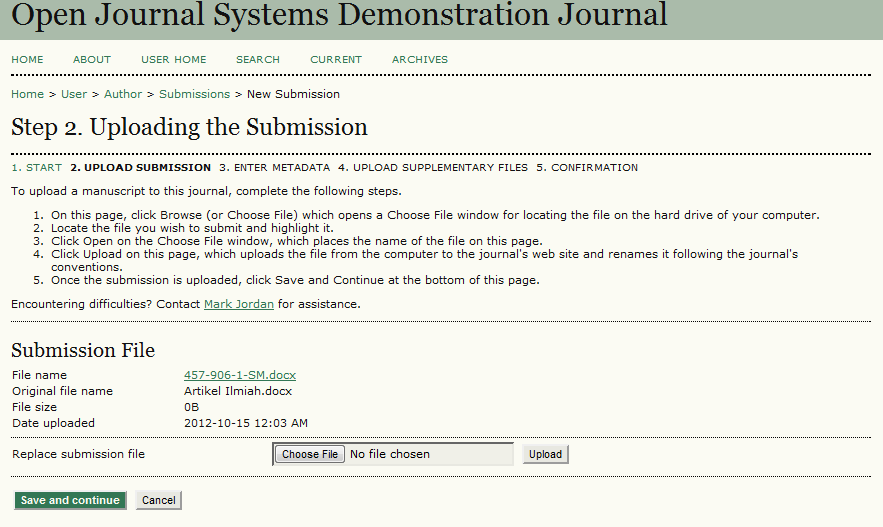 Open Journal Systems Demonstration Journal
HOME ABOUT USER HOME SEARCH CURRENT ARCHIVES
Home > User > Author > Submissions > New Submission
Step 2. Uploading the Submission
1. START 2. UPLOAD SUBMISSION 3. ENTER METADATA 4. UPLOAD SUPPLEMENTARY FILES 5. CONFIRMATION
To upload a manuscript to this journal, complete the following steps.
1. On this page, click Browse (or Choose File) which opens a Choose File window for locating the file on the hard drive of your computer.
2. Locate the file you wish to submit and highlight it.
3. Click Open on the Choose File window, which places the name of the file on this page.
4. Click Upload on this page, which uploads the file from the computer to the journal's web site and renames it following the journal's
conventions.
5. Once the submission is uploaded, click Save and Continue at the bottom of this page.
Encountering difficulties? Contact Mark Jordan for assistance.
Submission File
File name 457-906-1-SM.docx
Original file name Artikel Ilmiah.docx
File size 0B
Date uploaded 2012-10-15 12:03 AM
Replace submission file Choose File No file chosen Upload
Save and continue Cancel